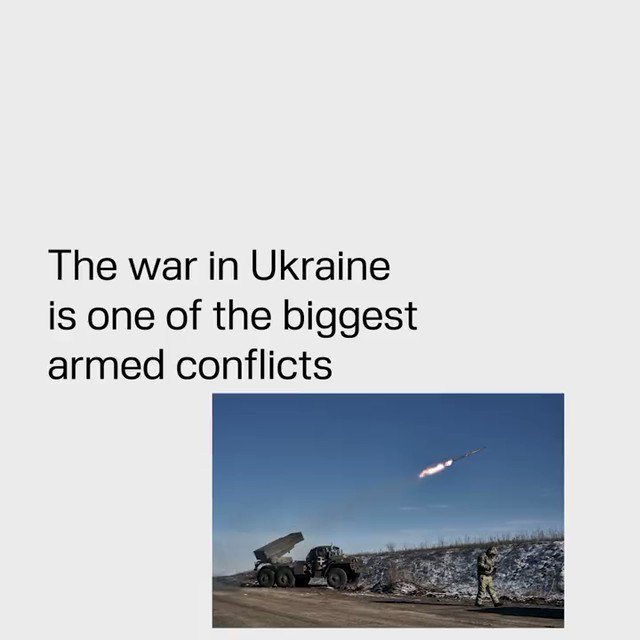 The war in Ukraine
is one of the biggest
armed conflicts